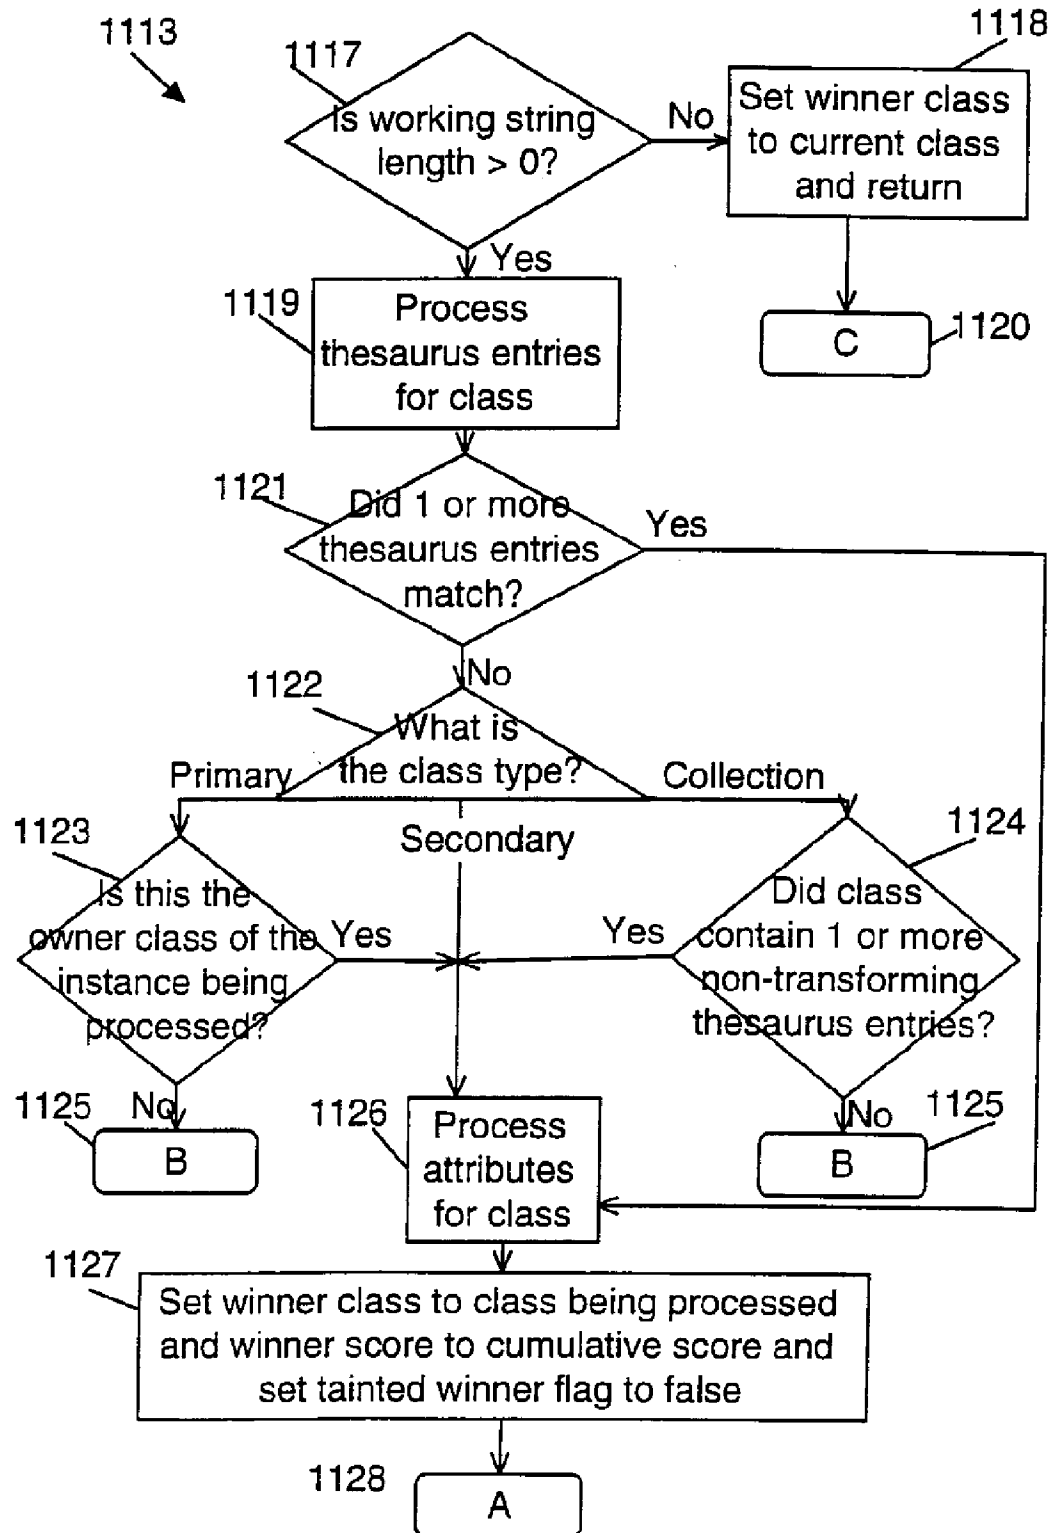 1113
1117
1118
Is working string
length > 0?
No
Set winner class
to current class
and return
Yes
1119
Process
thesaurus entries
for class
C
1120
1121
Did 1 or more
thesaurus entries
match?
Yes
No
1122
What is
the class type?
Primary
Secondary
Collection
1123
Is this the
owner class of the
instance being
processed?
Yes
1124
Did class
contain 1 or more
non-transforming
thesaurus entries?
Yes
No
1125
B
1126
Process
attributes
for class
No
1125
B
1127
Set winner class to class being processed
and winner score to cumulative score and
set tainted winner flag to false
1128
A